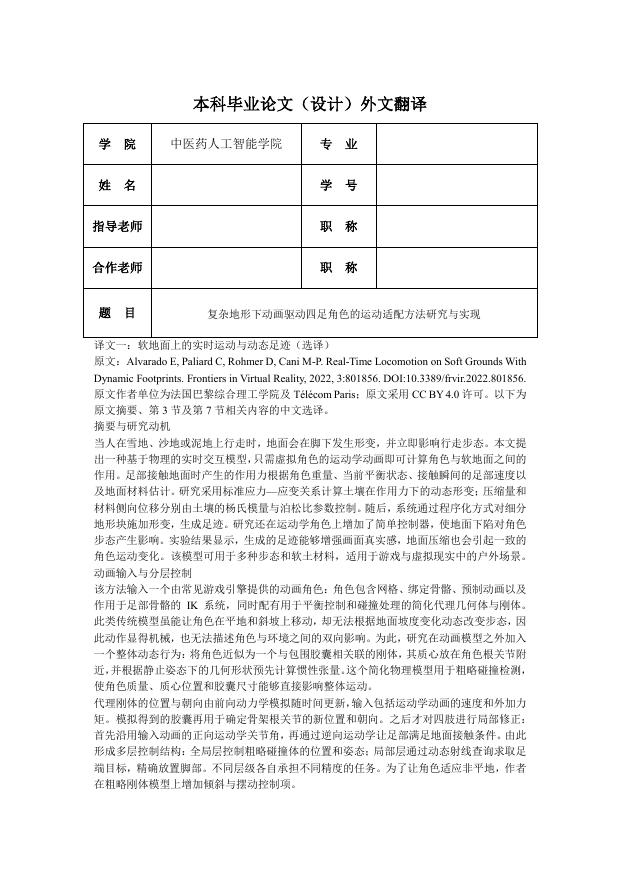 本科毕业论文（设计）外文翻译
学 院 中医药人工智能学院 专 业
姓 名 学 号
指导老师 职 称
合作老师 职 称
题 目 复杂地形下动画驱动四足角色的运动适配方法研究与实现
译文一：软地面上的实时运动与动态足迹（选译）
原文：Alvarado E, Paliard C, Rohmer D, Cani M-P. Real-Time Locomotion on Soft Grounds With
Dynamic Footprints. Frontiers in Virtual Reality, 2022, 3:801856. DOI:10.3389/frvir.2022.801856.
原文作者单位为法国巴黎综合理工学院及 Télécom Paris；原文采用 CC BY 4.0 许可。以下为
原文摘要、第 3 节及第 7 节相关内容的中文选译。
摘要与研究动机
当人在雪地、沙地或泥地上行走时，地面会在脚下发生形变，并立即影响行走步态。本文提
出一种基于物理的实时交互模型，只需虚拟角色的运动学动画即可计算角色与软地面之间的
作用。足部接触地面时产生的作用力根据角色重量、当前平衡状态、接触瞬间的足部速度以
及地面材料估计。研究采用标准应力—应变关系计算土壤在作用力下的动态形变；压缩量和
材料侧向位移分别由土壤的杨氏模量与泊松比参数控制。随后，系统通过程序化方式对细分
地形块施加形变，生成足迹。研究还在运动学角色上增加了简单控制器，使地面下陷对角色
步态产生影响。实验结果显示，生成的足迹能够增强画面真实感，地面压缩也会引起一致的
角色运动变化。该模型可用于多种步态和软土材料，适用于游戏与虚拟现实中的户外场景。
动画输入与分层控制
该方法输入一个由常见游戏引擎提供的动画角色；角色包含网格、绑定骨骼、预制动画以及
作用于足部骨骼的 IK 系统，同时配有用于平衡控制和碰撞处理的简化代理几何体与刚体。
此类传统模型虽能让角色在平地和斜坡上移动，却无法根据地面坡度变化动态改变步态，因
此动作显得机械，也无法描述角色与环境之间的双向影响。为此，研究在动画模型之外加入
一个整体动态行为：将角色近似为一个与包围胶囊相关联的刚体，其质心放在角色根关节附
近，并根据静止姿态下的几何形状预先计算惯性张量。这个简化物理模型用于粗略碰撞检测，
使角色质量、质心位置和胶囊尺寸能够直接影响整体运动。
代理刚体的位置与朝向由前向动力学模拟随时间更新，输入包括运动学动画的速度和外加力
矩。模拟得到的胶囊再用于确定骨架根关节的新位置和朝向。之后才对四肢进行局部修正：
首先沿用输入动画的正向运动学关节角，再通过逆向运动学让足部满足地面接触条件。由此
形成多层控制结构：全局层控制粗略碰撞体的位置和姿态；局部层通过动态射线查询求取足
端目标，精确放置脚部。不同层级各自承担不同精度的任务。为了让角色适应非平地，作者
在粗略刚体模型上增加倾斜与摆动控制项。